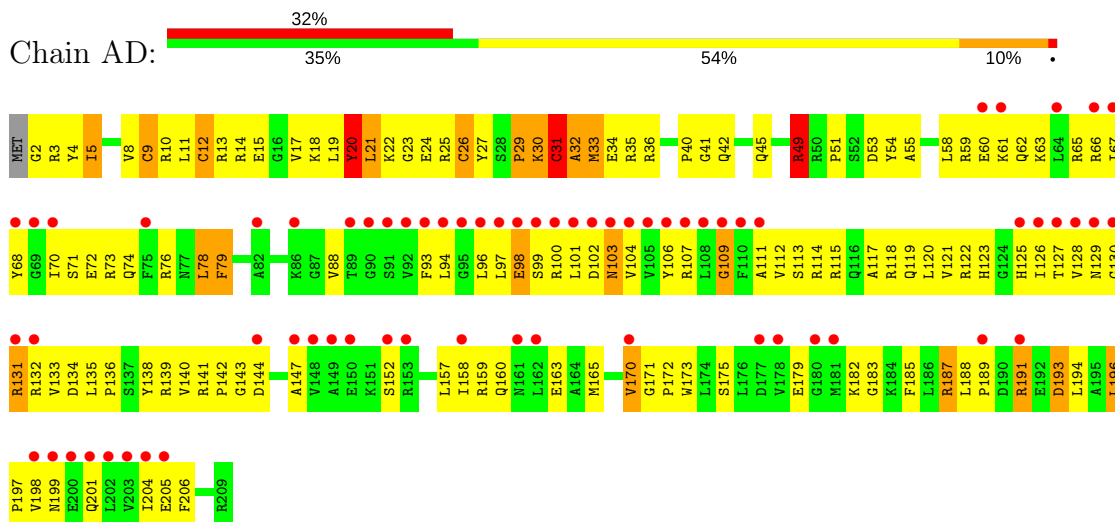 32%
Chain AD:
35% 54% 10% •
MET G2 R3 Y4 I5 V8 C9 R10 L11 C12 R13 R14 E15 G16 V17 K18 L19 Y20 L21 K22 G23 E24 R25 C26 Y27 S28 P29 K30 C31 A32 M33 E34 R35 R36 P40 G41 Q42 Q45 R49 R50 P51 S52 D53 Y54 A55 L58 R59 E60 K61 Q62 K63 L64 R65 R66 I67
Y68 G69 I70 S71 E72 R73 Q74 F75 R76 N77 L78 F79 A82 K86 G87 V88 T89 G90 S91 V92 F93 L94 G95 L96 L97 E98 S99 R100 L101 D102 N103 V104 V105 Y106 R107 L108 G109 F110 A111 V112 S113 R114 R115 Q116 A117 R118 Q119 L120 V121 R122 H123 G124 H125 I126 T127 V128 N129 G130
R131 R132 V133 D134 L135 P136 S137 Y138 R139 V140 R141 P142 G143 D144 A147 V148 A149 E150 K151 S152 R153 L157 I158 R159 Q160 N161 L162 E163 A164 M165 V170 G171 P172 W173 L174 S175 L176 D177 V178 E179 G180 M181 K182 G183 K184 F185 L186 R187 L188 P189 D190 R191 E192 D193 L194 A195 L196
P197 V198 N199 E200 Q201 L202 V203 I204 E205 F206 R209